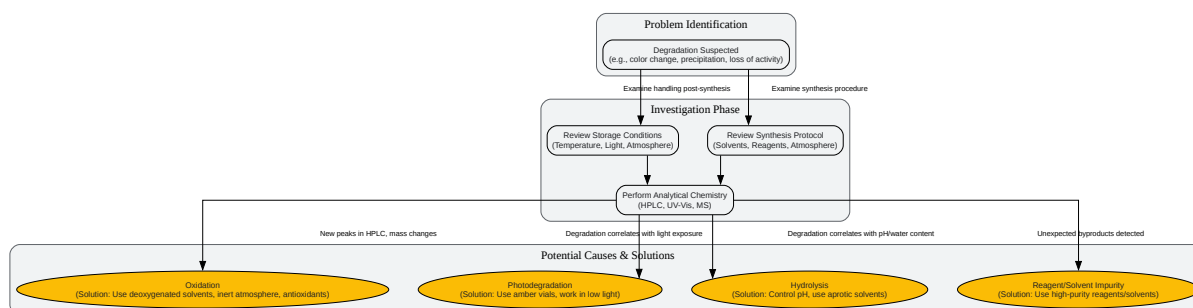 Problem Identification
Degradation Suspected
(e.g., color change, precipitation, loss of activity)
Examine handling post-synthesis
Examine synthesis procedure
Investigation Phase
Review Storage Conditions
(Temperature, Light, Atmosphere)
Review Synthesis Protocol
(Solvents, Reagents, Atmosphere)
Perform Analytical Chemistry
(HPLC, UV-Vis, MS)
New peaks in HPLC, mass changes
Degradation correlates with light exposure
Degradation correlates with pH/water content
Unexpected byproducts detected
Potential Causes & Solutions
Oxidation
(Solution: Use deoxygenated solvents, inert atmosphere, antioxidants)
Photodegradation
(Solution: Use amber vials, work in low light)
Hydrolysis
(Solution: Control pH, use aprotic solvents)
Reagent/Solvent Impurity
(Solution: Use high-purity reagents/solvents)